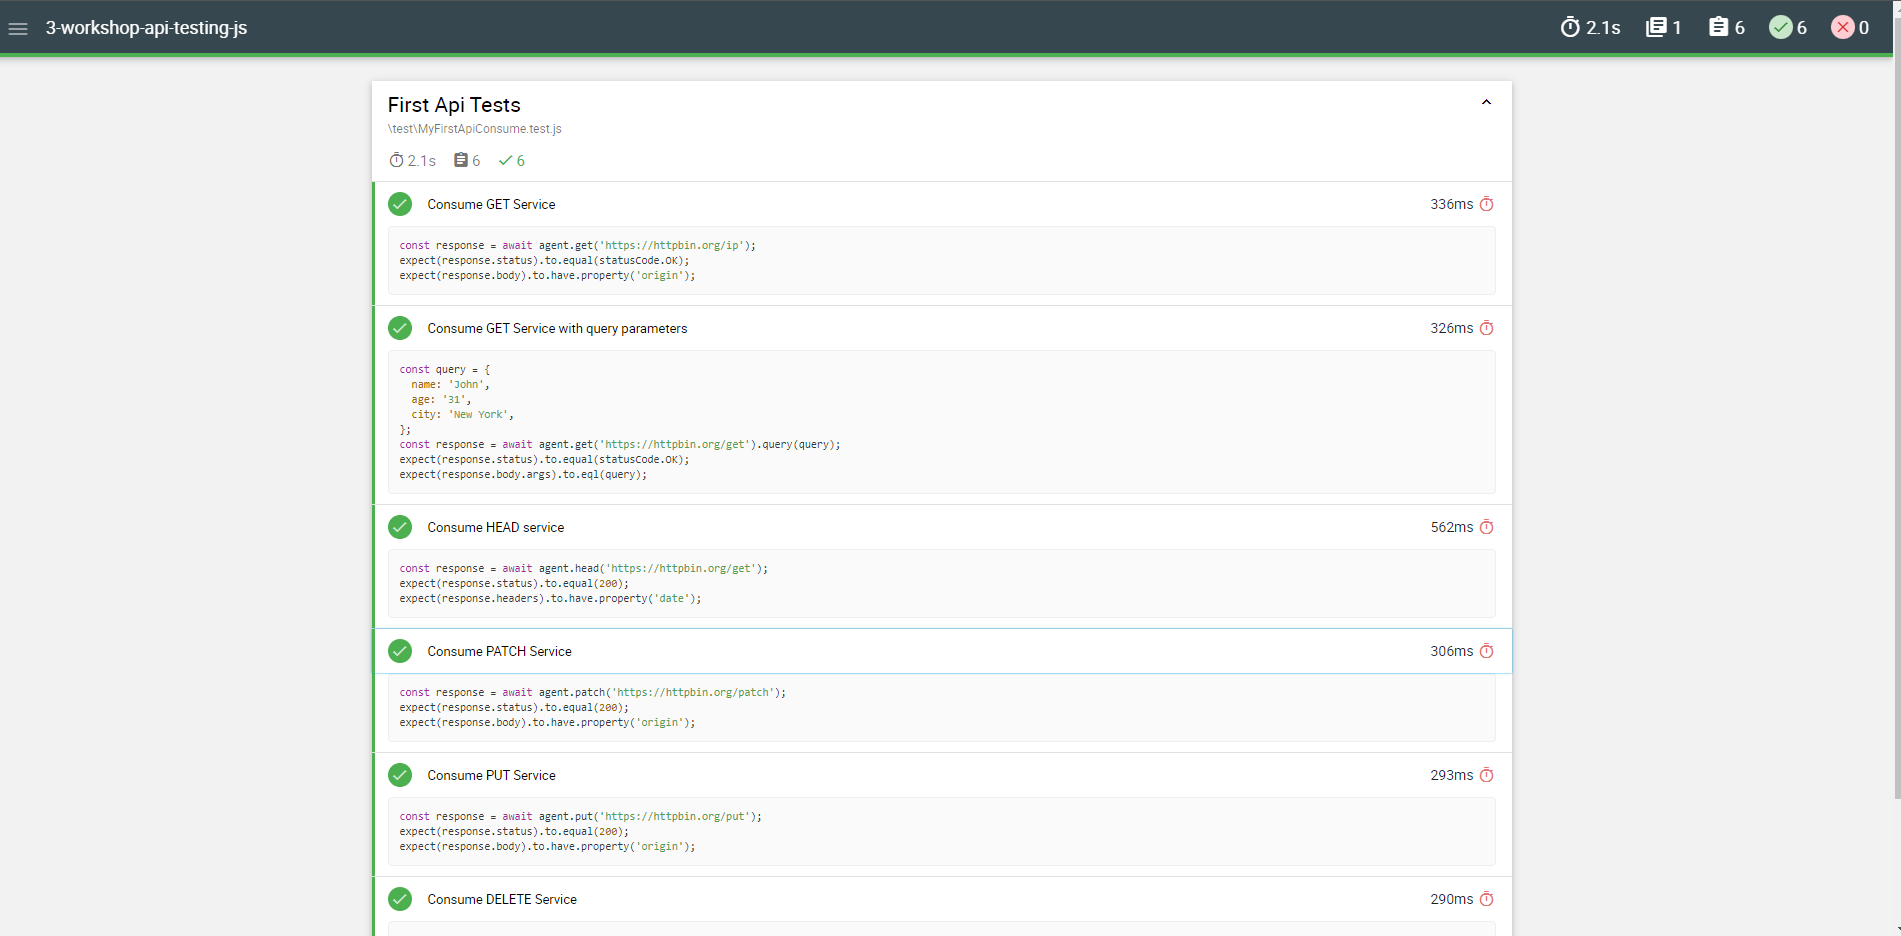 3-workshop-api-testing-js
2.1s 1 6 6 0
First Api Tests
\test\MyFirstApiConsume.test.js
2.1s 6 6
Consume GET Service 336ms
const response = await agent.get('https://httpbin.org/ip');
expect(response.status).to.equal(statusCode.OK);
expect(response.body).to.have.property('origin');
Consume GET Service with query parameters 326ms
const query = {
  name: 'John',
  age: '31',
  city: 'New York',
};
const response = await agent.get('https://httpbin.org/get').query(query);
expect(response.status).to.equal(statusCode.OK);
expect(response.body.args).to.eql(query);
Consume HEAD service 562ms
const response = await agent.head('https://httpbin.org/get');
expect(response.status).to.equal(200);
expect(response.headers).to.have.property('date');
Consume PATCH Service 306ms
const response = await agent.patch('https://httpbin.org/patch');
expect(response.status).to.equal(200);
expect(response.body).to.have.property('origin');
Consume PUT Service 293ms
const response = await agent.put('https://httpbin.org/put');
expect(response.status).to.equal(200);
expect(response.body).to.have.property('origin');
Consume DELETE Service 290ms